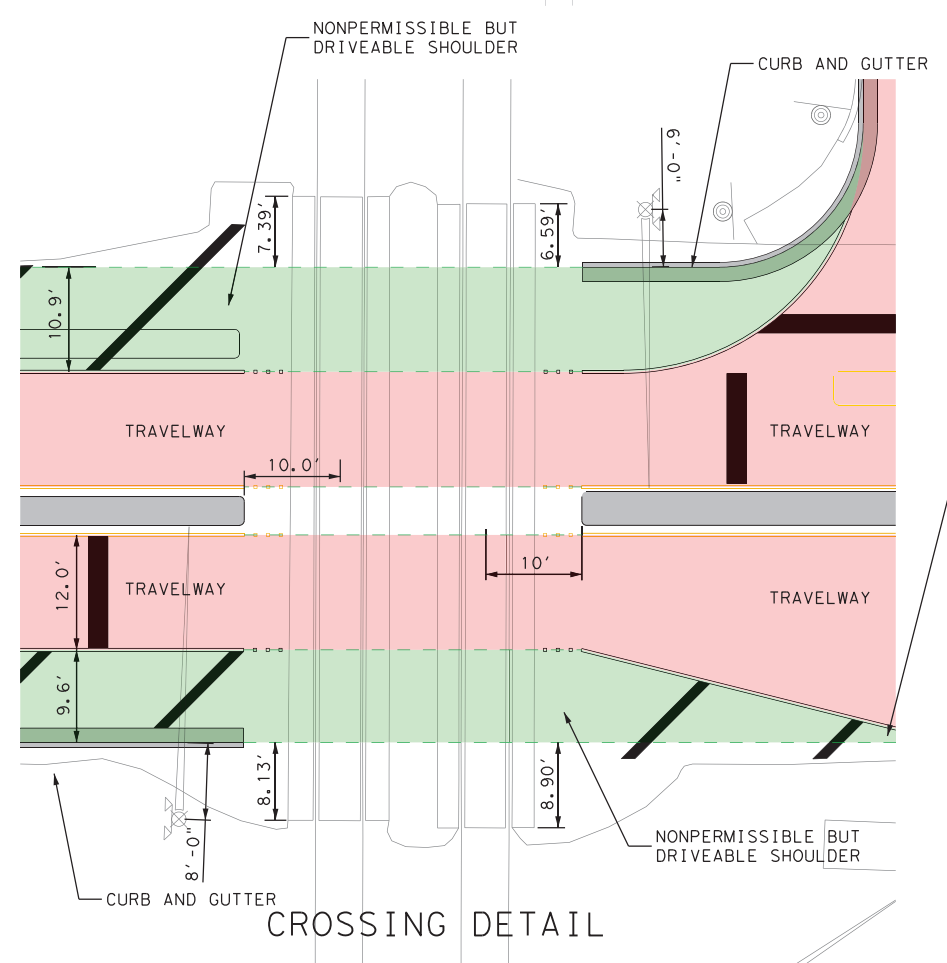 NONPERMISSIBLE BUT
DRIVEABLE SHOULDER
CURB AND GUTTER
6'-0"
7.39'
6.59'
10.9'
TRAVELWAY
TRAVELWAY
10.0'
10'
12.0'
TRAVELWAY
TRAVELWAY
9.6'
8.13'
8.90'
8'-0"
NONPERMISSIBLE BUT
DRIVEABLE SHOULDER
CURB AND GUTTER
CROSSING DETAIL